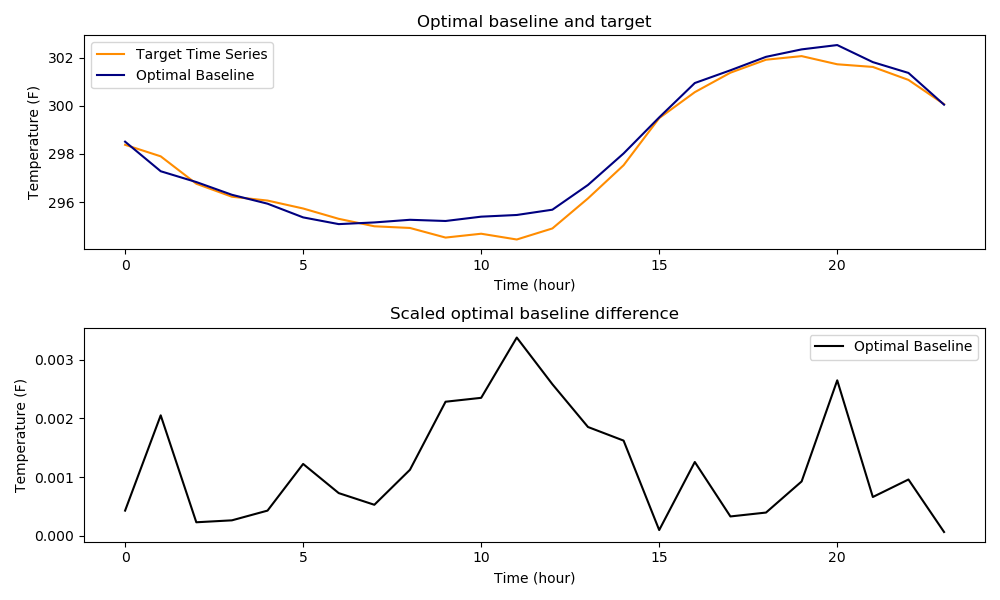 Optimal baseline and target
Target Time Series
Optimal Baseline
Temperature (F)
302
300
298
296
0 5 10 15 20
Time (hour)
Scaled optimal baseline difference
Optimal Baseline
Temperature (F)
0.003
0.002
0.001
0.000
0 5 10 15 20
Time (hour)